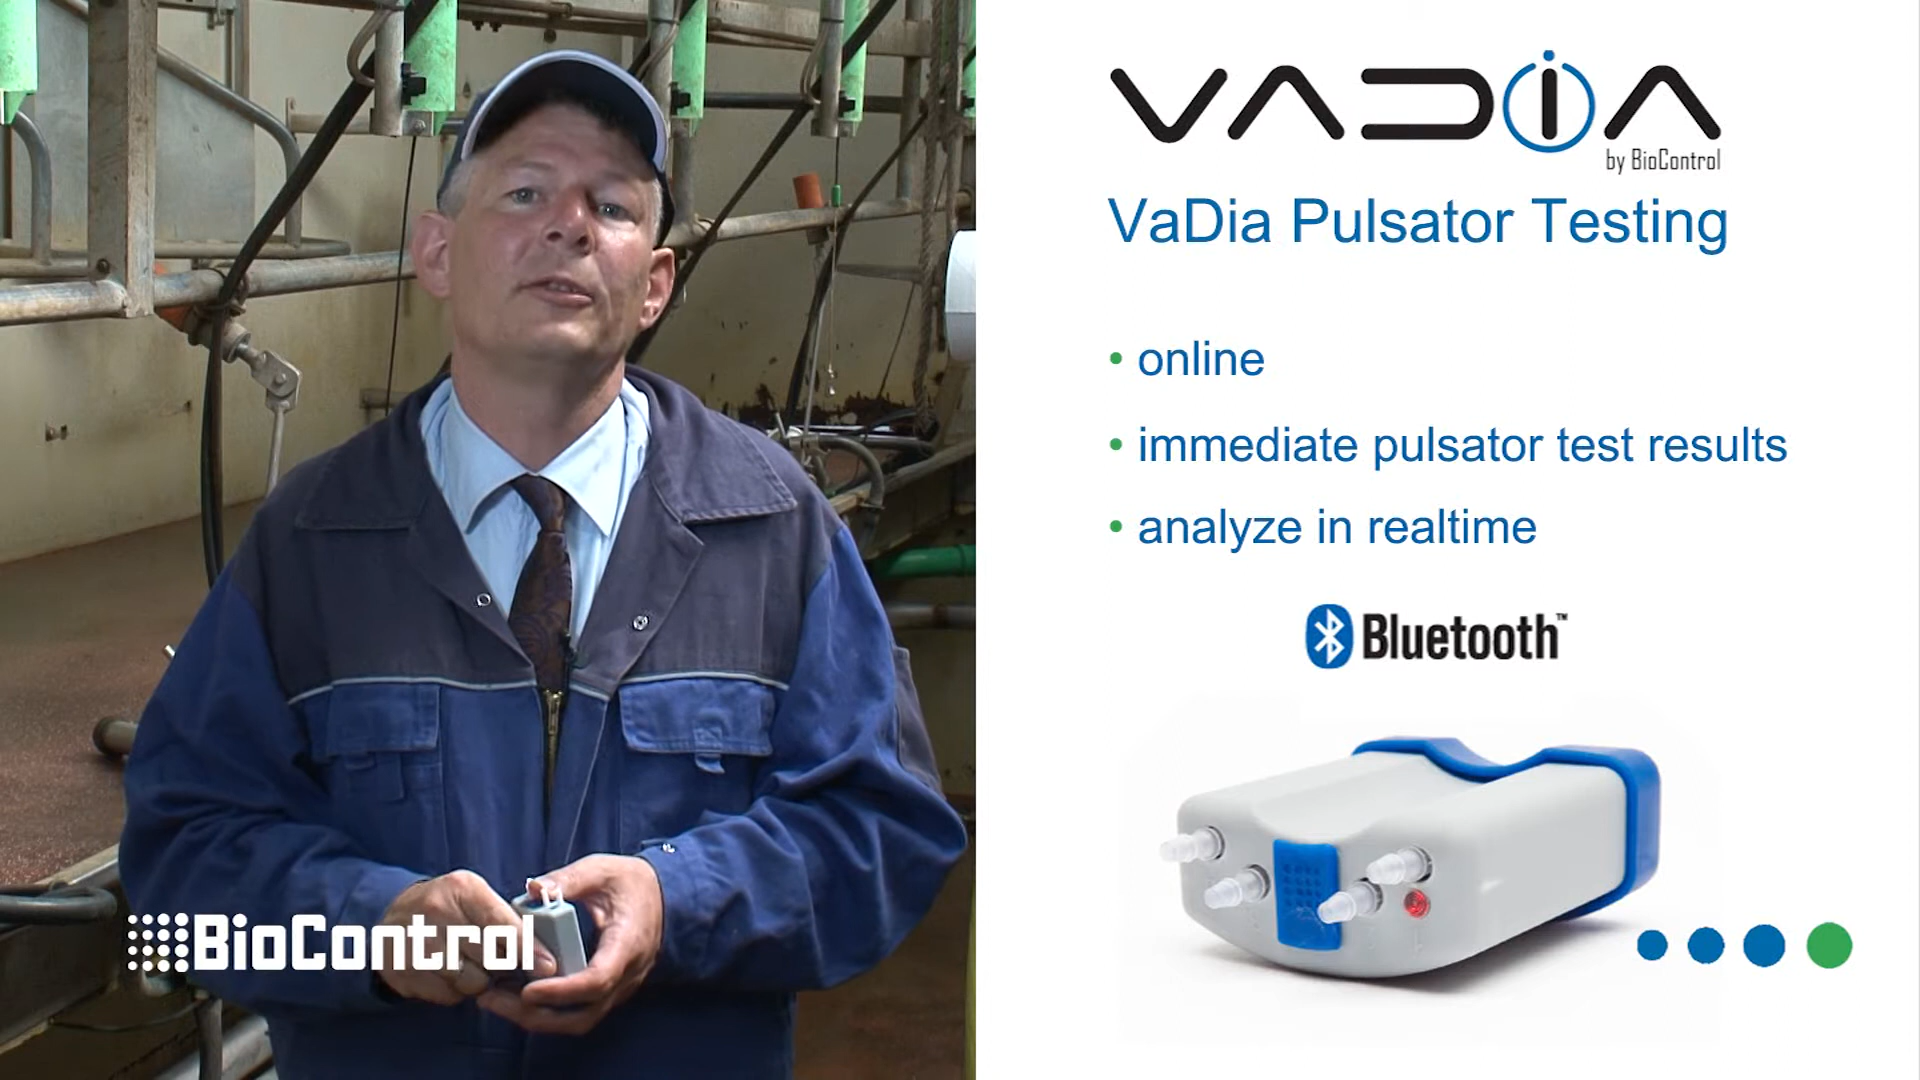 BioControl
VADiA
by BioControl
VaDia Pulsator Testing
• online
• immediate pulsator test results
• analyze in realtime
Bluetooth™